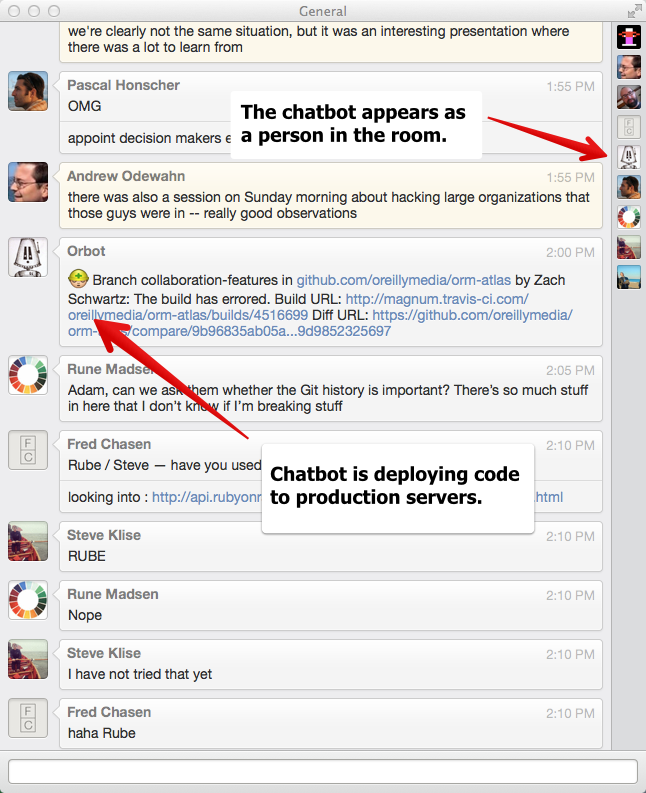 General
we're clearly not the same situation, but it was an interesting presentation where
there was a lot to learn from
Pascal Honscher 1:55 PM
OMG
appoint decision makers e
The chatbot appears as
a person in the room.
Andrew Odewahn 1:55 PM
there was also a session on Sunday morning about hacking large organizations that
those guys were in -- really good observations
Orbot 2:00 PM
Branch collaboration-features in github.com/oreillymedia/orm-atlas by Zach
Schwartz: The build has errored. Build URL: http://magnum.travis-ci.com/
oreillymedia/orm-atlas/builds/4516699 Diff URL: https://github.com/oreillymedia/
orm-atlas/compare/9b96835ab05a...9d9852325697
Rune Madsen 2:05 PM
Adam, can we ask them whether the Git history is important? There's so much stuff
in here that I don't know if I'm breaking stuff
Fred Chasen 2:10 PM
F
C
Rube / Steve — have you used
looking into : http://api.rubyonr html
Chatbot is deploying code
to production servers.
Steve Klise 2:10 PM
RUBE
Rune Madsen 2:10 PM
Nope
Steve Klise 2:10 PM
I have not tried that yet
Fred Chasen 2:10 PM
F
C
haha Rube